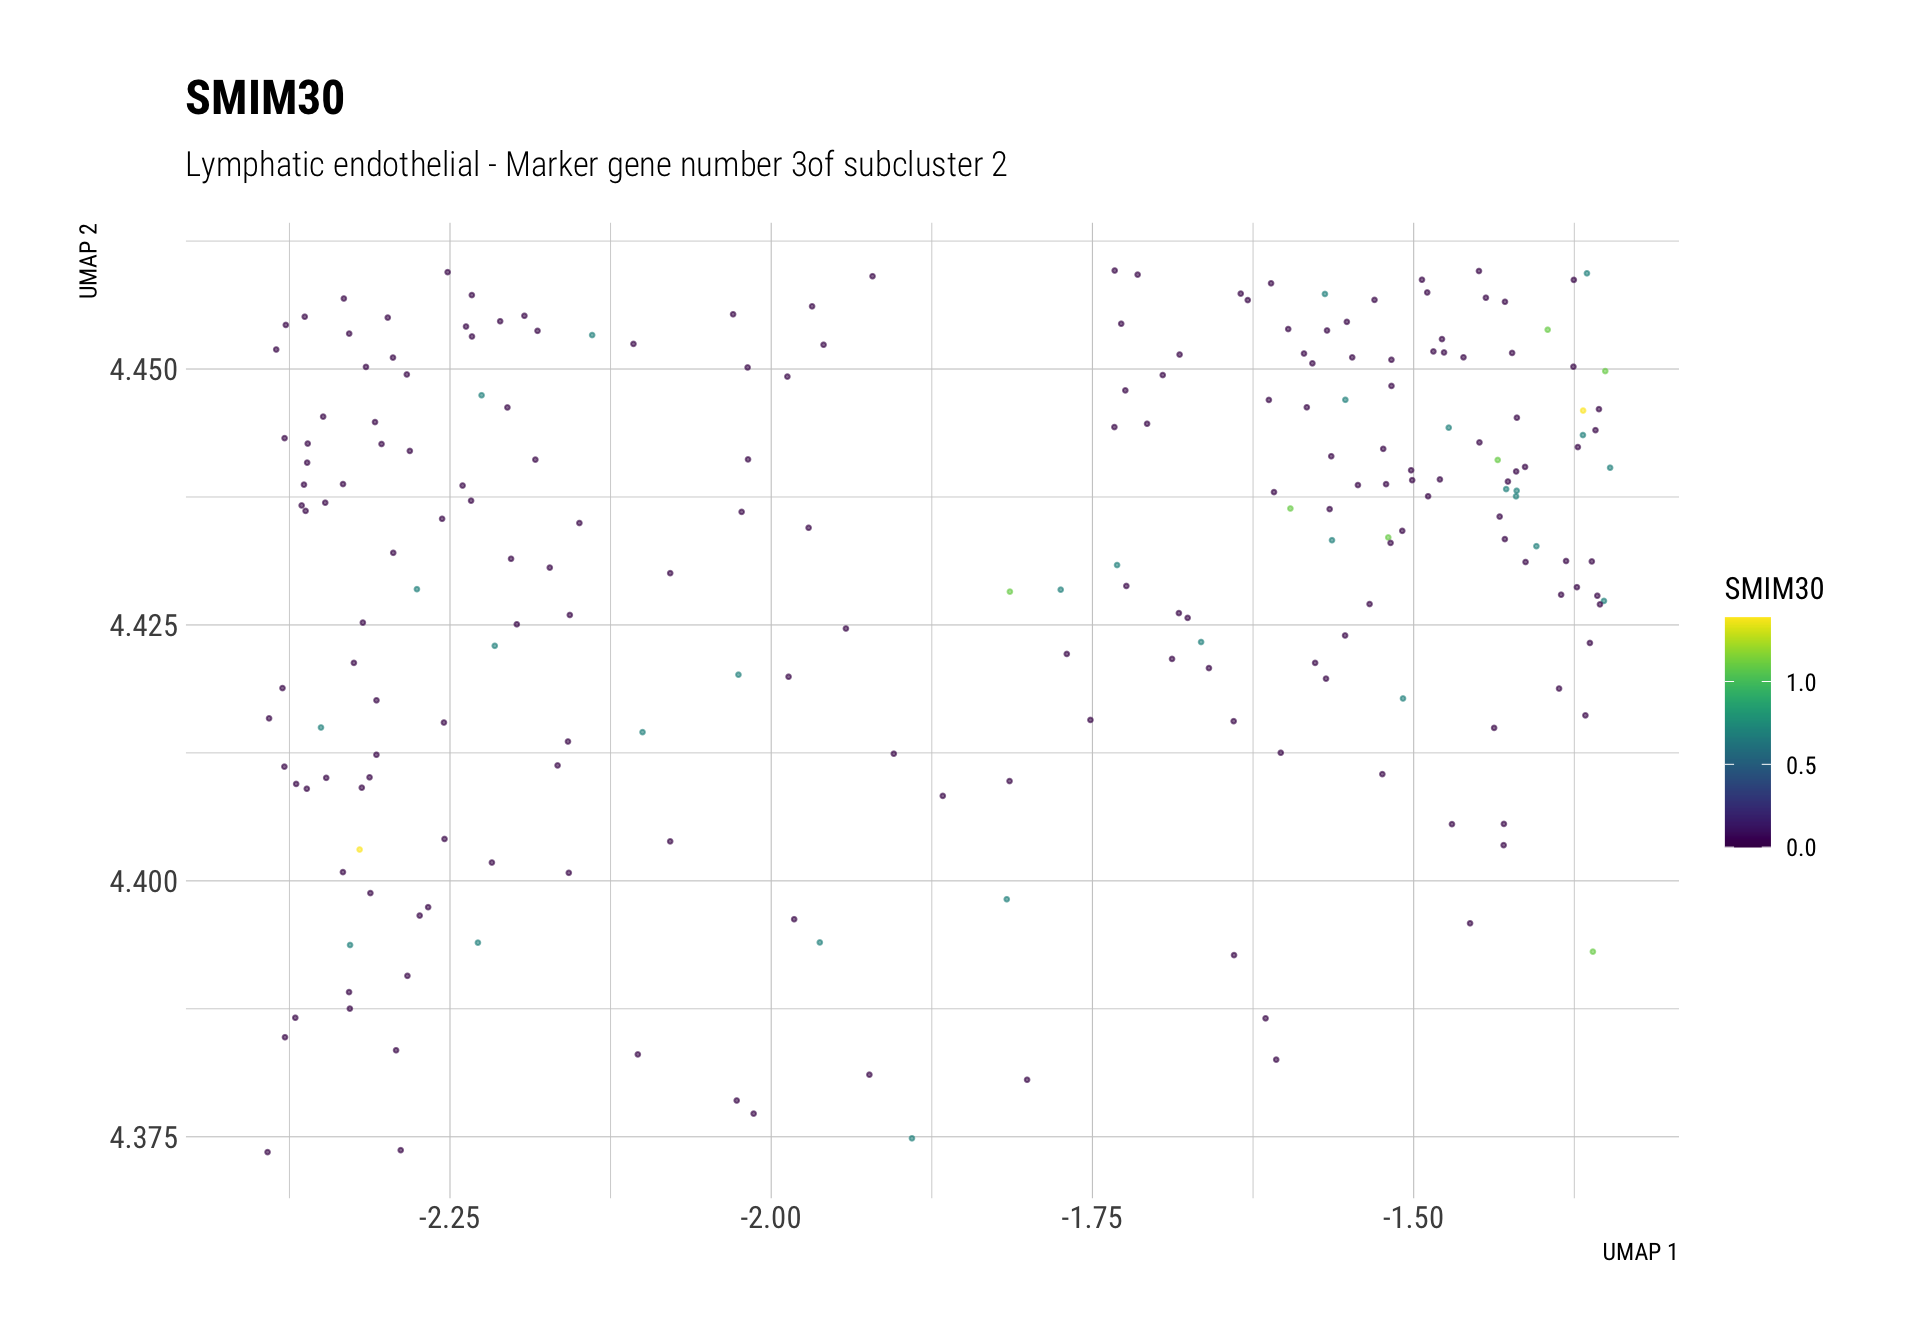 SMIM30
Lymphatic endothelial - Marker gene number 3of subcluster 2
UMAP 2
4.450
4.425
4.400
4.375
-2.25
-2.00
-1.75
-1.50
UMAP 1
SMIM30
1.0
0.5
0.0